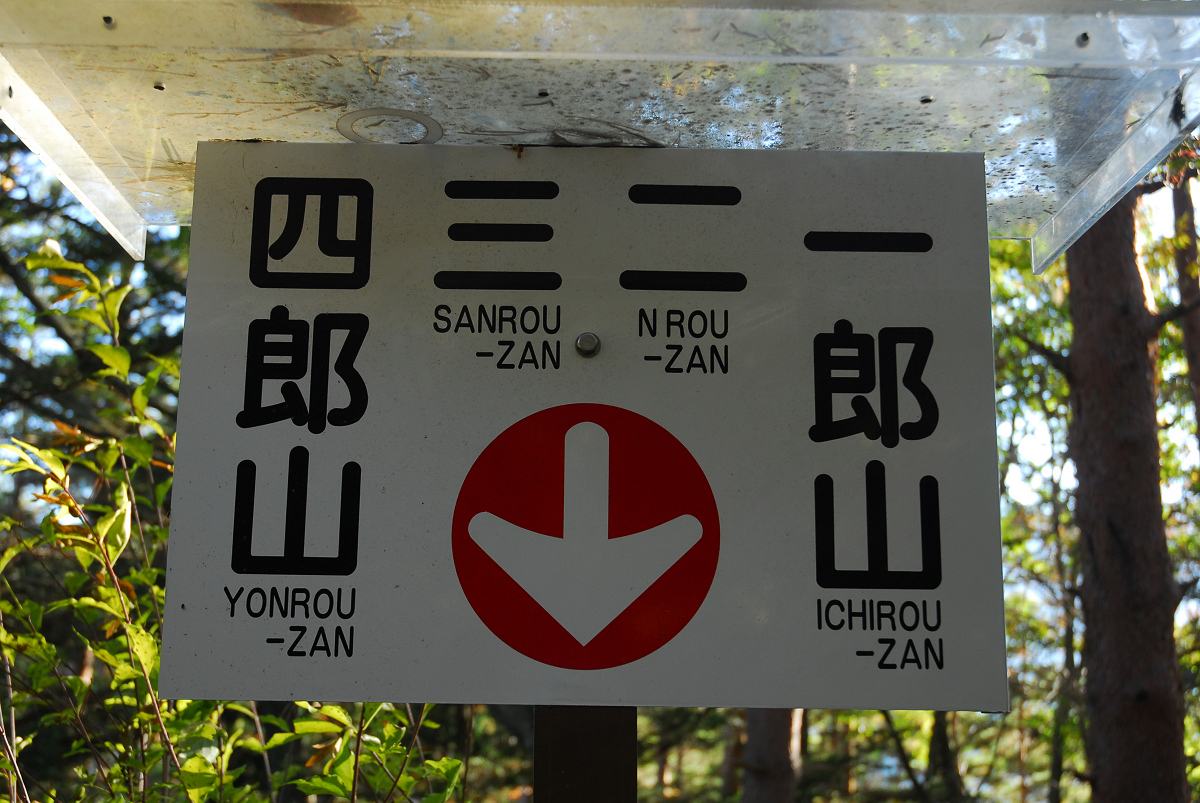 一郎山
ICHIROU
-ZAN
二
N ROU
-ZAN
三
SANROU
-ZAN
四郎山
YONROU
-ZAN